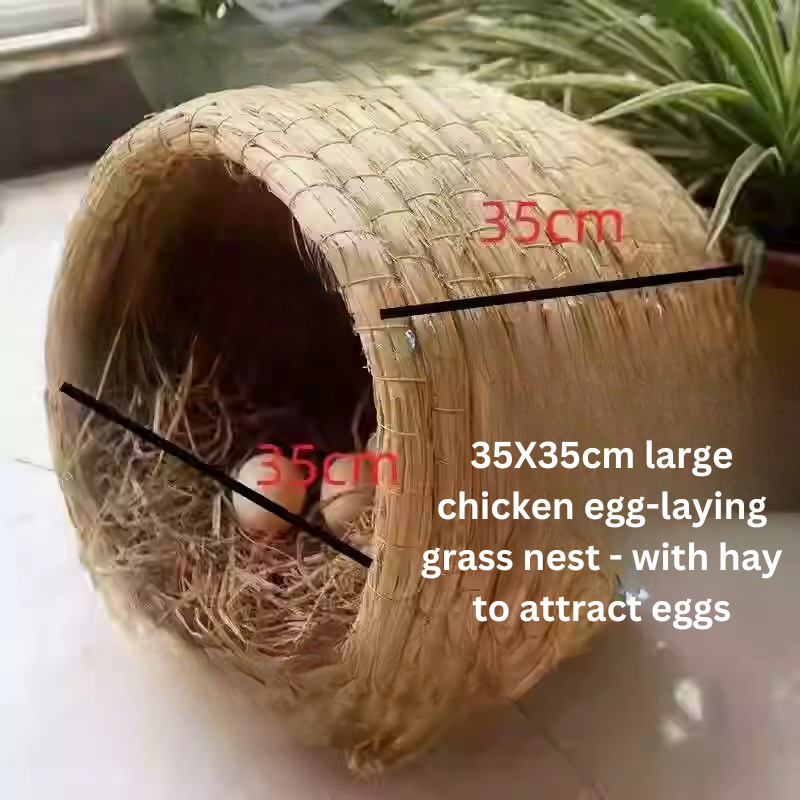 35cm
35cm
35X35cm large
chicken egg-laying
grass nest - with hay
to attract eggs